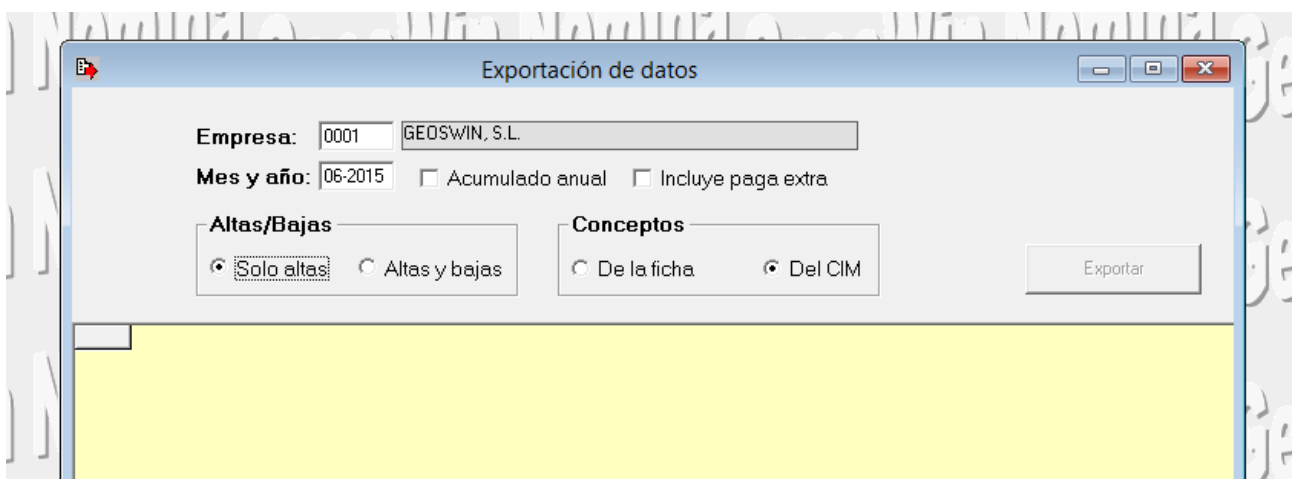 Exportación de datos
Empresa: 0001 GEOSWIN, S.L.
Mes y año: 06-2015 Acumulado anual Incluye paga extra
Altas/Bajas Conceptos
Solo altas Altas y bajas De la ficha Del CIM Exportar